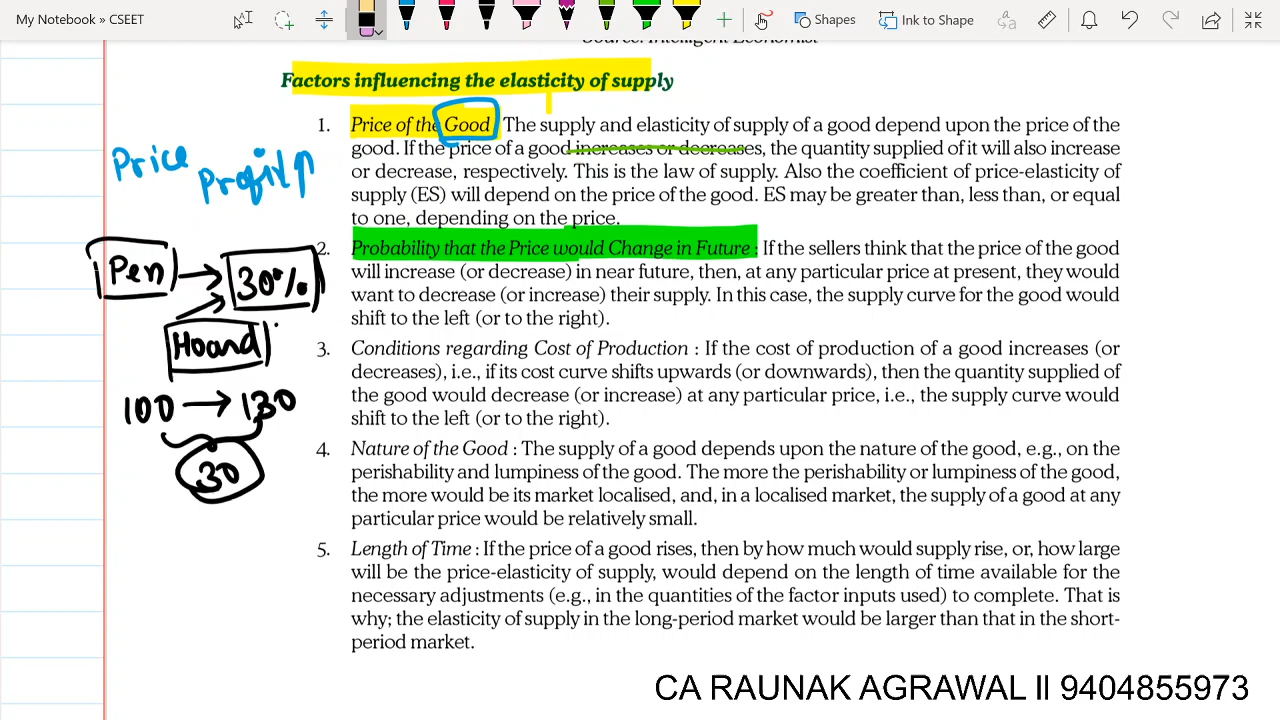 My Notebook » CSEET
Shapes
Ink to Shape
Source: Intelligent Economist
Factors influencing the elasticity of supply
1. Price of the Good The supply and elasticity of supply of a good depend upon the price of the
good. If the price of a good increases or decreases, the quantity supplied of it will also increase
or decrease, respectively. This is the law of supply. Also the coefficient of price-elasticity of
supply (ES) will depend on the price of the good. ES may be greater than, less than, or equal
to one, depending on the price.
2. Probability that the Price would Change in Future : If the sellers think that the price of the good
will increase (or decrease) in near future, then, at any particular price at present, they would
want to decrease (or increase) their supply. In this case, the supply curve for the good would
shift to the left (or to the right).
3. Conditions regarding Cost of Production : If the cost of production of a good increases (or
decreases), i.e., if its cost curve shifts upwards (or downwards), then the quantity supplied of
the good would decrease (or increase) at any particular price, i.e., the supply curve would
shift to the left (or to the right).
4. Nature of the Good : The supply of a good depends upon the nature of the good, e.g., on the
perishability and lumpiness of the good. The more the perishability or lumpiness of the good,
the more would be its market localised, and, in a localised market, the supply of a good at any
particular price would be relatively small.
5. Length of Time : If the price of a good rises, then by how much would supply rise, or, how large
will be the price-elasticity of supply, would depend on the length of time available for the
necessary adjustments (e.g., in the quantities of the factor inputs used) to complete. That is
why; the elasticity of supply in the long-period market would be larger than that in the short-
period market.
Price Profit ↑
Pen → 30%
Hoard
100 → 130
30
CA RAUNAK AGRAWAL II 9404855973